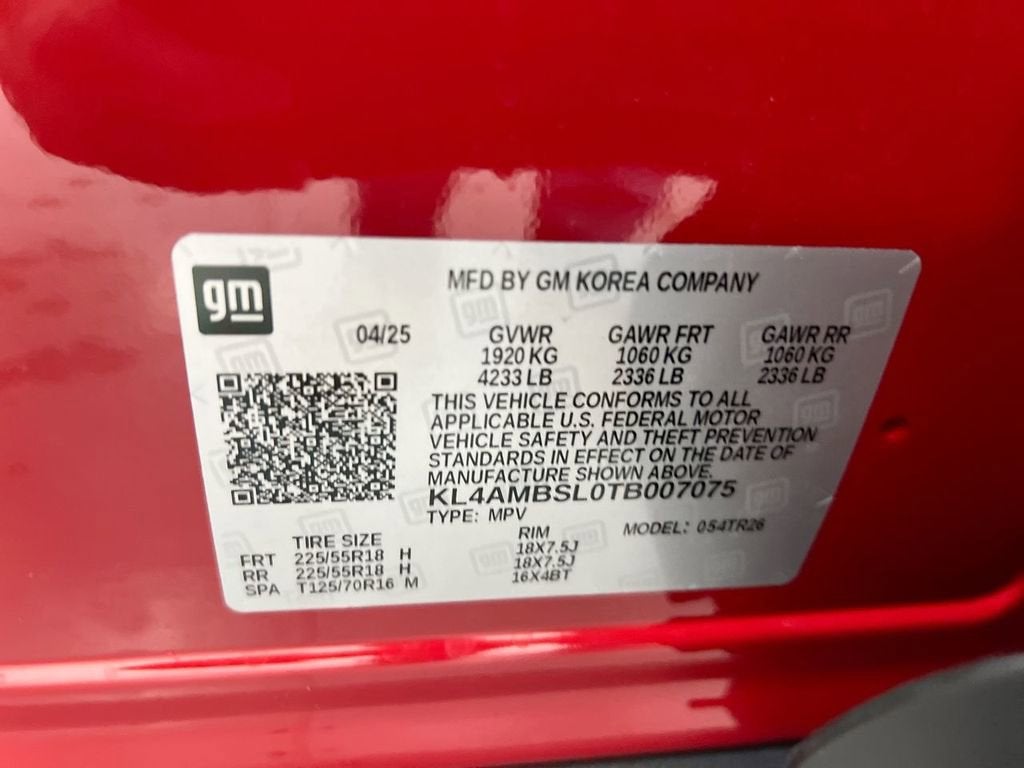 gm
MFD BY GM KOREA COMPANY
04/25 GVWR GAWR FRT GAWR RR
1920 KG 1060 KG 1060 KG
4233 LB 2336 LB 2336 LB
THIS VEHICLE CONFORMS TO ALL
APPLICABLE U.S. FEDERAL MOTOR
VEHICLE SAFETY AND THEFT PREVENTION
STANDARDS IN EFFECT ON THE DATE OF
MANUFACTURE SHOWN ABOVE.
KL4AMBSL0TB007075
TYPE: MPV
TIRE SIZE RIM MODEL: 0S4TR26
FRT 225/55R18 H 18X7.5J
RR 225/55R18 H 18X7.5J
SPA T125/70R16 M 16X4BT